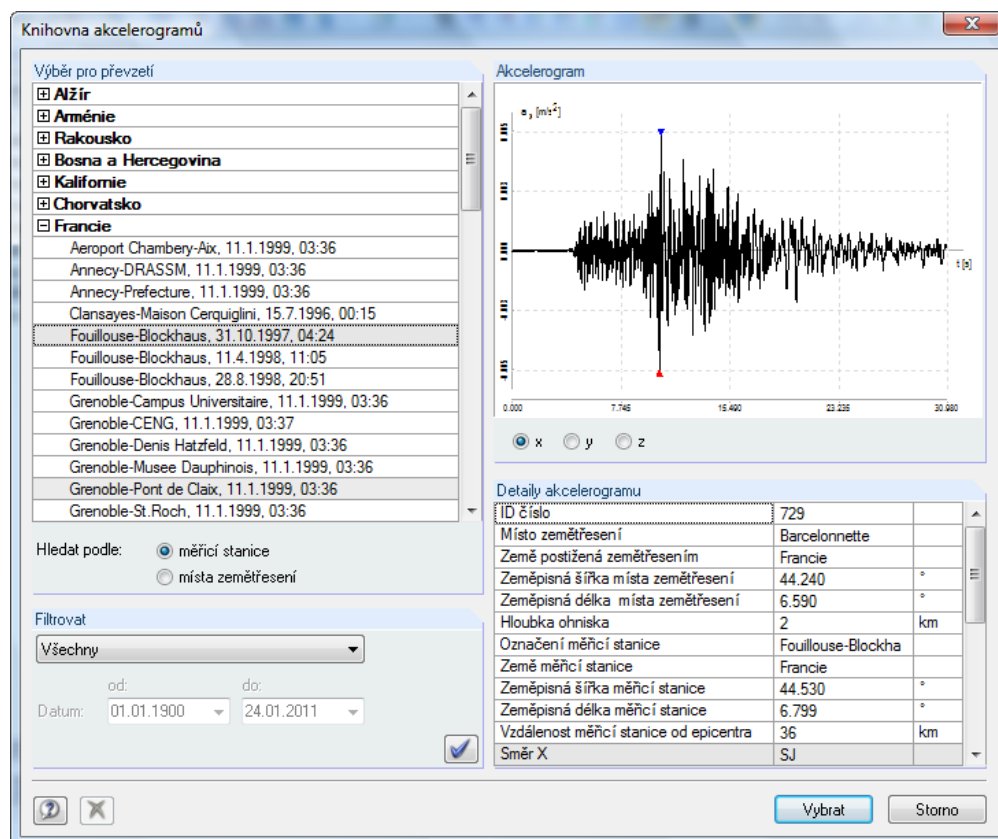 Knihovna akcelerogramů
Výběr pro převzetí
Alžír
Arménie
Rakousko
Bosna a Hercegovina
Kalifornie
Chorvatsko
Francie
Aeroport Chambery-Aix, 11.1.1999, 03:36
Annecy-DRASSM, 11.1.1999, 03:36
Annecy-Prefecture, 11.1.1999, 03:36
Clansayes-Maison Cerquiglini, 15.7.1996, 00:15
Fouillouse-Blockhaus, 31.10.1997, 04:24
Fouillouse-Blockhaus, 11.4.1998, 11:05
Fouillouse-Blockhaus, 28.8.1998, 20:51
Grenoble-Campus Universitaire, 11.1.1999, 03:36
Grenoble-CENG, 11.1.1999, 03:37
Grenoble-Denis Hatzfeld, 11.1.1999, 03:36
Grenoble-Musee Dauphinois, 11.1.1999, 03:36
Grenoble-Pont de Claix, 11.1.1999, 03:36
Grenoble-St.Roch, 11.1.1999, 03:36
Hledat podle:
měřicí stanice
místa zemětřesení
Filtrovat
Všechny
od: do:
Datum: 01.01.1900 24.01.2011
Akcelerogram
a, [m/s²]
0.005
0.003
0.000
-0.003
-0.005
t [s]
0.000 7.745 15.490 23.235 30.980
x y z
Detaily akcelerogramu
ID číslo 729
Místo zemětřesení Barcelonnette
Země postižená zemětřesením Francie
Zeměpisná šířka místa zemětřesení 44.240 °
Zeměpisná délka místa zemětřesení 6.590 °
Hloubka ohniska 2 km
Označení měřicí stanice Fouillouse-Blockha
Země měřicí stanice Francie
Zeměpisná šířka měřicí stanice 44.530 °
Zeměpisná délka měřicí stanice 6.799 °
Vzdálenost měřicí stanice od epicentra 36 km
Směr X SJ
Vybrat Storno